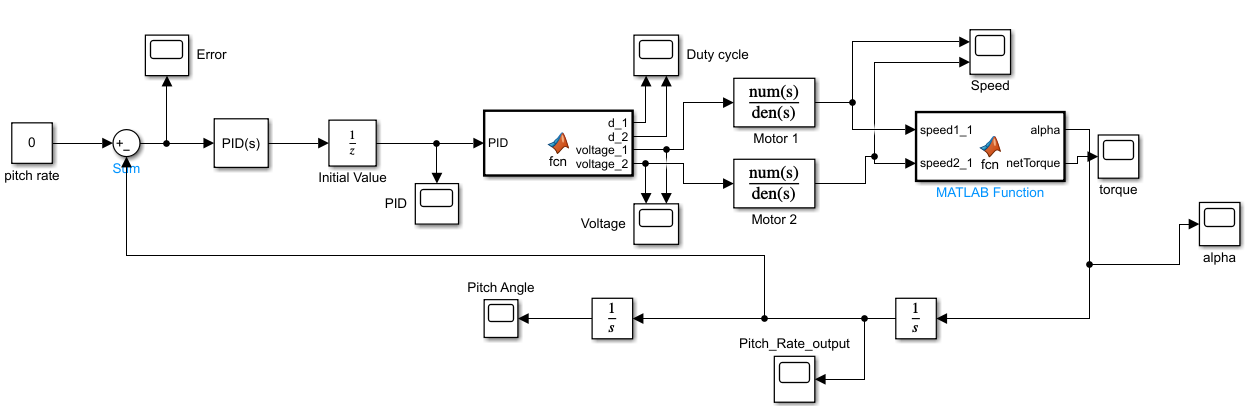 Error
Duty cycle
Speed
0
pitch rate
+
−
Sum
PID(s)
1
z
Initial Value
PID
PID
fcn
d_1
d_2
voltage_1
voltage_2
Voltage
num(s)
den(s)
Motor 1
num(s)
den(s)
Motor 2
speed1_1
speed2_1
fcn
alpha
netTorque
MATLAB Function
torque
alpha
Pitch Angle
1
s
1
s
Pitch_Rate_output